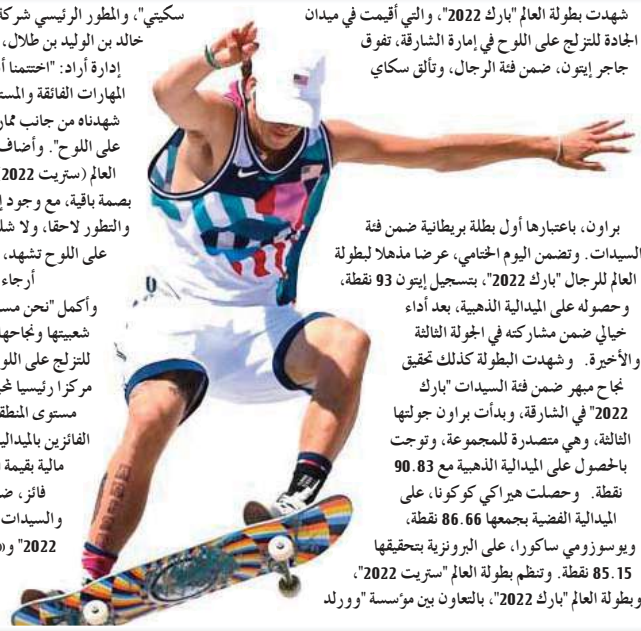 شهدت بطولة العالم "بارك 2022"، والتي أقيمت في ميدان
الجادة للتزلج على اللوح في إمارة الشارقة، تفوق
جاجر إيتون، ضمن فئة الرجال، وتألق سكاي
براون، باعتبارها أول بطلة بريطانية ضمن فئة
السيدات. وتضمن اليوم الختامي، عرضا مذهلا لبطولة
العالم للرجال "بارك 2022"، بتسجيل إيتون 93 نقطة،
وحصوله على الميدالية الذهبية، بعد أداء
خيالي ضمن مشاركته في الجولة الثالثة
والأخيرة. وشهدت البطولة كذلك تحقيق
نجاح مبهر ضمن فئة السيدات "بارك
2022" في الشارقة، وبدأت براون جولتها
الثالثة، وهي متصدرة للمجموعة، وتوجت
بالحصول على الميدالية الذهبية مع 90.83
نقطة. وحصلت هيراكي كوكونا، على
الميدالية الفضية بجمعها 86.66 نقطة،
ويوسوزومي ساكورا، على البرونزية بتحقيقها
85.15 نقطة. وتنظم بطولة العالم "ستريت 2022"،
وبطولة العالم "بارك 2022"، بالتعاون بين مؤسسة "وورلد
سكيتي"، والمطور الرئيسي شركة
خالد بن الوليد بن طلال،
إدارة أراد: "اختتمنا
المهارات الفائقة
شهدناه من جانب
على اللوح". وأضاف
العالم (ستريت 2022
بصمة باقية، مع وجود
والتطور لاحقا، ولا
على اللوح تشهد،
أرجاء
وأكمل "نحن
شعبيتها ونجاحها
للتزلج على
مركزا رئيسيا
مستوى
الفائزين
مالية بقيمة
فائز،
والسيدات
2022"